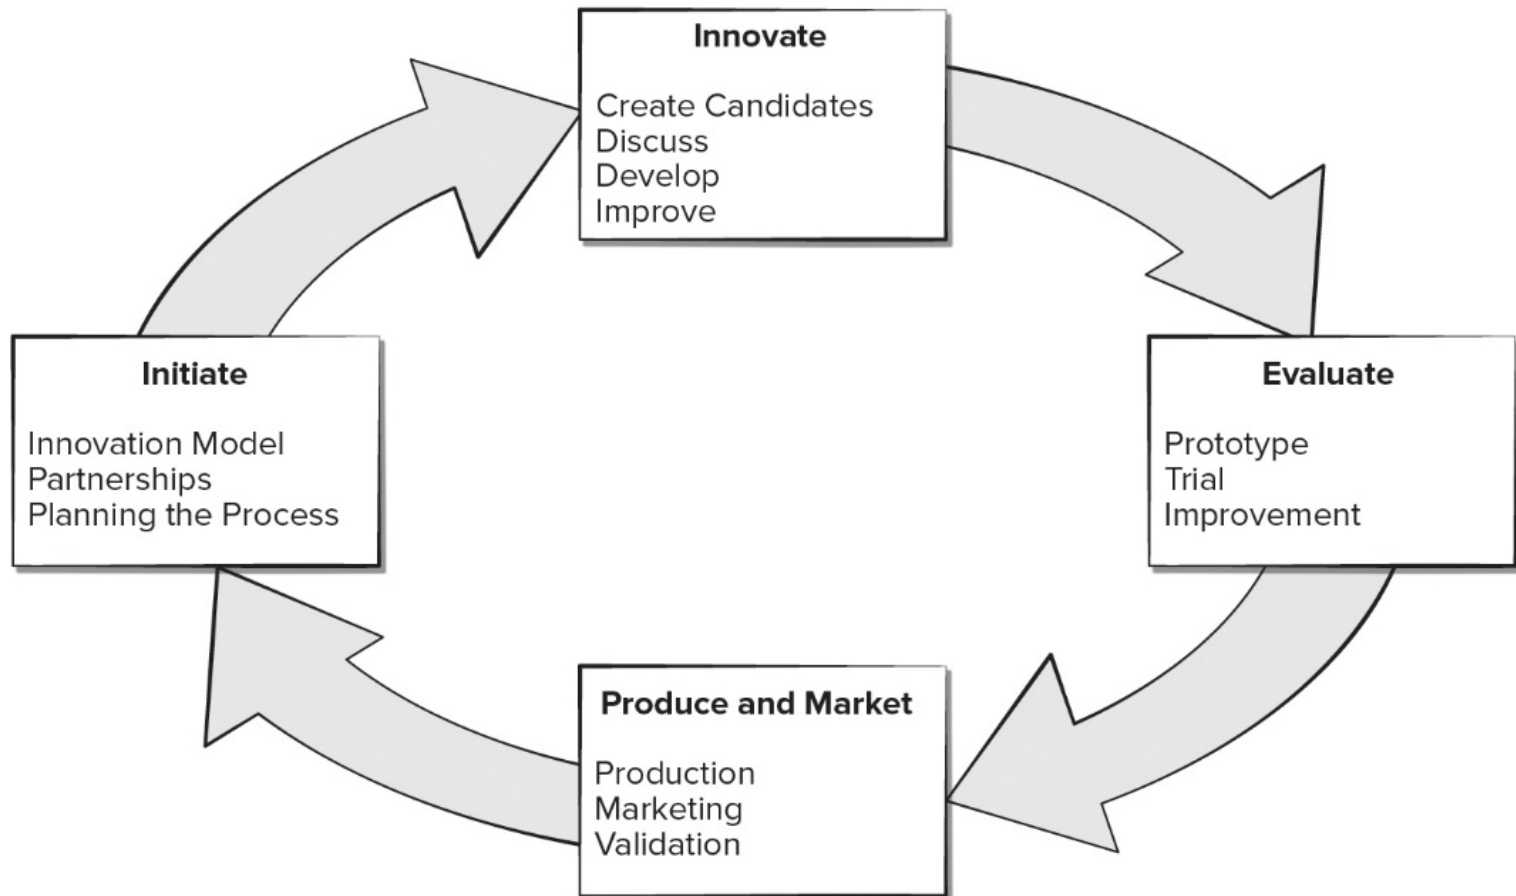 Innovate
Create Candidates
Discuss
Develop
Improve
Initiate
Innovation Model
Partnerships
Planning the Process
Evaluate
Prototype
Trial
Improvement
Produce and Market
Production
Marketing
Validation